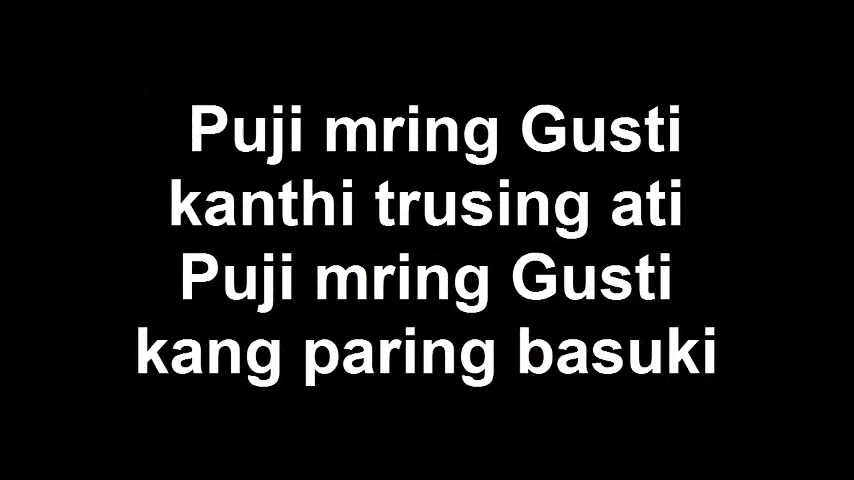 Puji mring Gusti
kanthi trusing ati
Puji mring Gusti
kang paring basuki